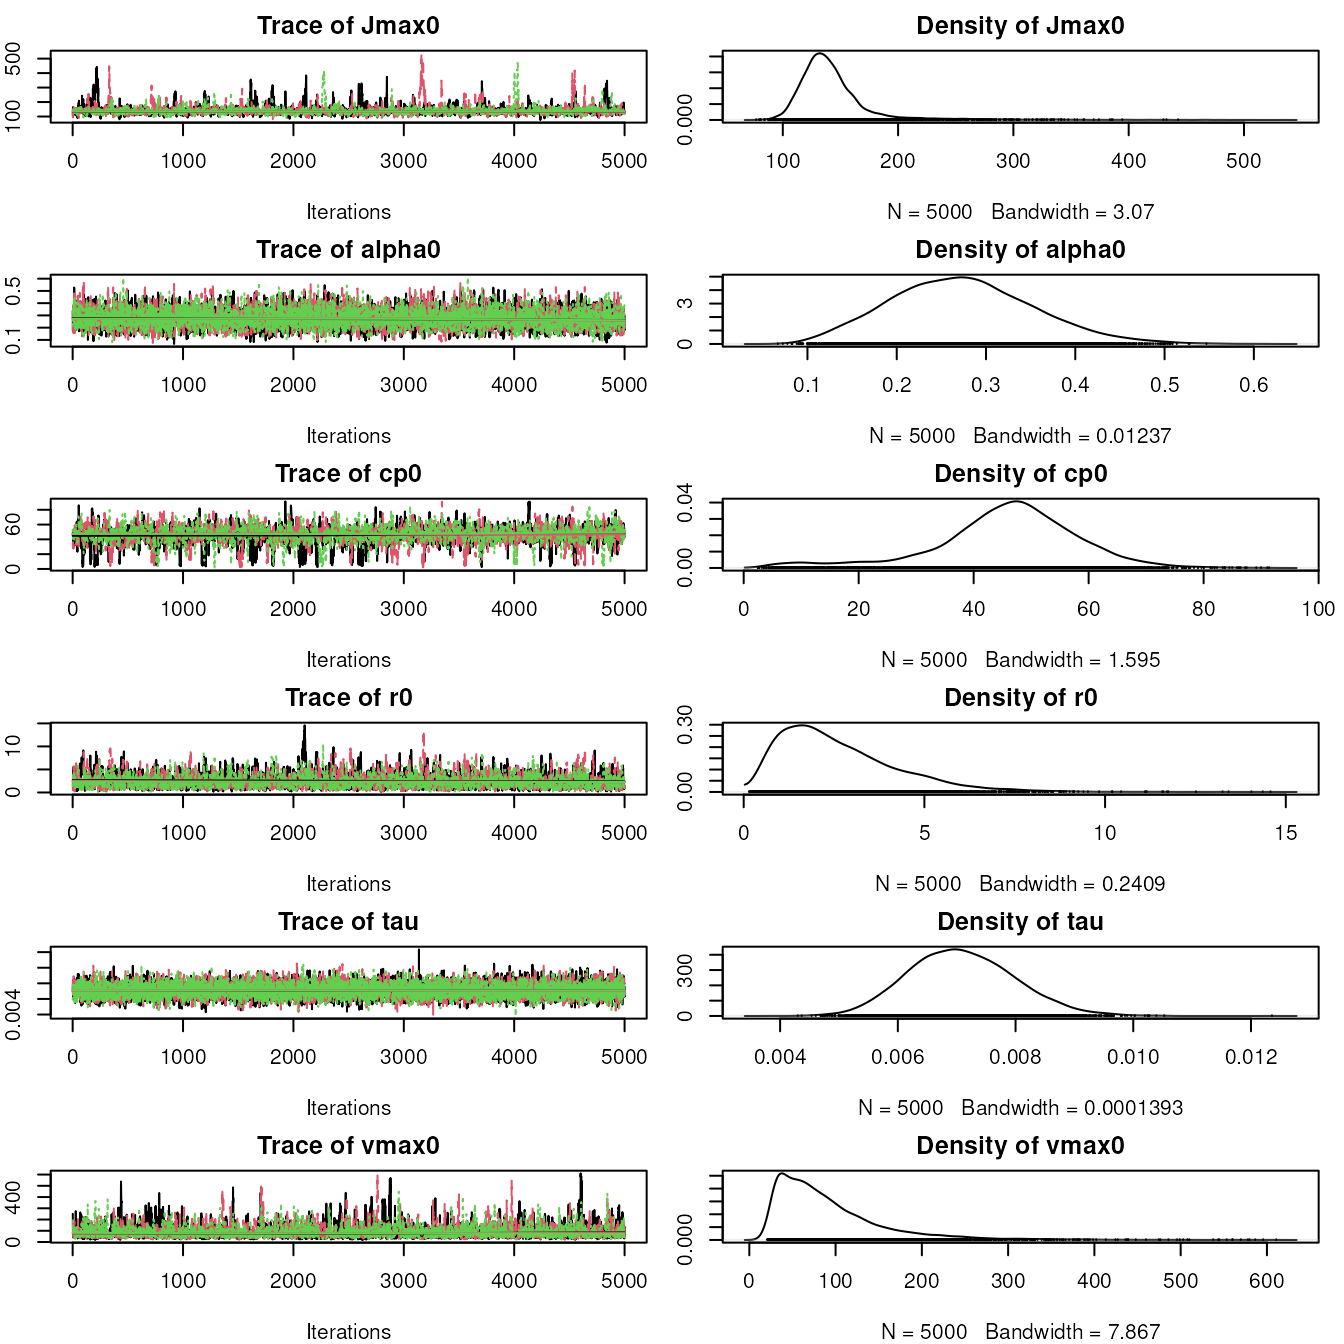 Trace of Jmax0
Density of Jmax0
100 500
0.000
0 1000 2000 3000 4000 5000
100 200 300 400 500
Iterations
N = 5000 Bandwidth = 3.07
Trace of alpha0
Density of alpha0
0.1 0.5
0 3
0 1000 2000 3000 4000 5000
0.1 0.2 0.3 0.4 0.5 0.6
Iterations
N = 5000 Bandwidth = 0.01237
Trace of cp0
Density of cp0
0 60
0.00 0.04
0 1000 2000 3000 4000 5000
0 20 40 60 80 100
Iterations
N = 5000 Bandwidth = 1.595
Trace of r0
Density of r0
0 10
0.00 0.30
0 1000 2000 3000 4000 5000
0 5 10 15
Iterations
N = 5000 Bandwidth = 0.2409
Trace of tau
Density of tau
0.004
0 300
0 1000 2000 3000 4000 5000
0.004 0.006 0.008 0.010 0.012
Iterations
N = 5000 Bandwidth = 0.0001393
Trace of vmax0
Density of vmax0
0 400
0.000
0 1000 2000 3000 4000 5000
0 100 200 300 400 500 600
Iterations
N = 5000 Bandwidth = 7.867